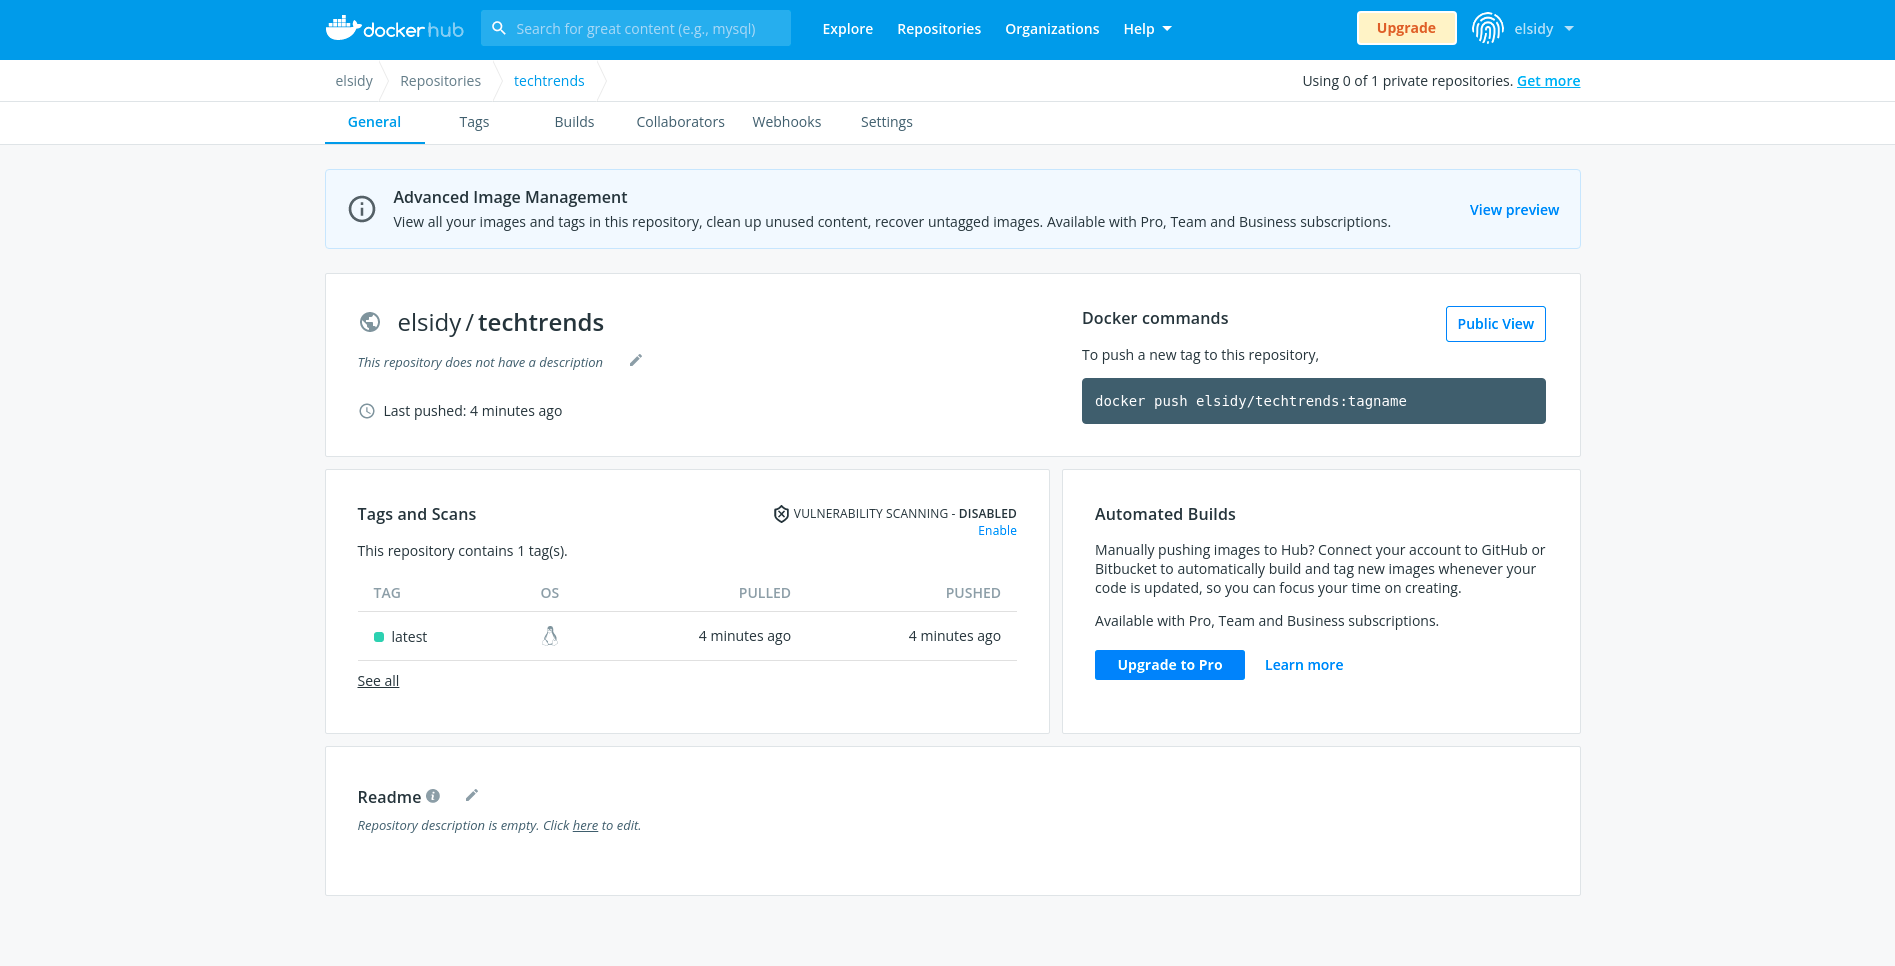 docker hub
Search for great content (e.g., mysql)
Explore
Repositories
Organizations
Help
Upgrade
elsidy
elsidy
Repositories
techtrends
Using 0 of 1 private repositories. Get more
General
Tags
Builds
Collaborators
Webhooks
Settings
Advanced Image Management
View all your images and tags in this repository, clean up unused content, recover untagged images. Available with Pro, Team and Business subscriptions.
View preview
elsidy / techtrends
This repository does not have a description
Last pushed: 4 minutes ago
Docker commands
Public View
To push a new tag to this repository,
docker push elsidy/techtrends:tagname
Tags and Scans
VULNERABILITY SCANNING - DISABLED
Enable
This repository contains 1 tag(s).
TAG OS PULLED PUSHED
latest 4 minutes ago 4 minutes ago
See all
Automated Builds
Manually pushing images to Hub? Connect your account to GitHub or
Bitbucket to automatically build and tag new images whenever your
code is updated, so you can focus your time on creating.
Available with Pro, Team and Business subscriptions.
Upgrade to Pro
Learn more
Readme
Repository description is empty. Click here to edit.